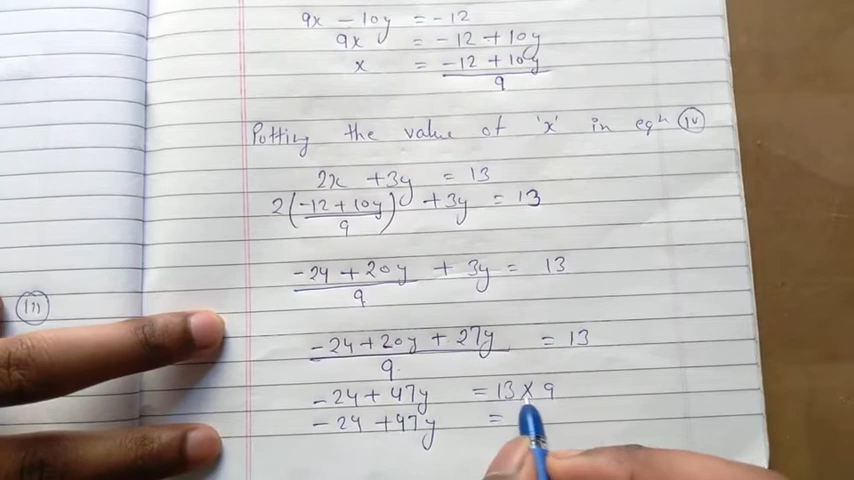 9x - 10y = -12
9x = -12 + 10y
x = -12 + 10y / 9
Putting the value of 'x' in eqn (iv)
2x + 3y = 13
2(-12 + 10y / 9) + 3y = 13
-24 + 20y / 9 + 3y = 13
(iii)
-24 + 20y + 27y / 9 = 13
-24 + 47y = 13 x 9
-24 + 47y =